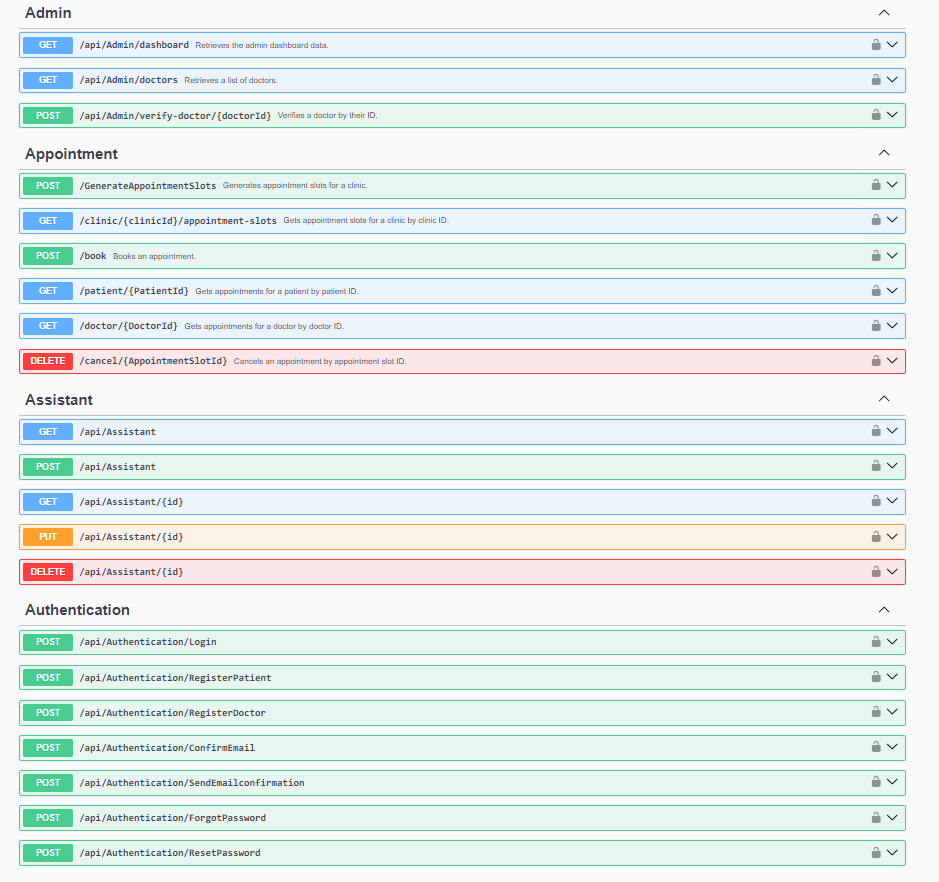 Admin
GET /api/Admin/dashboard Retrieves the admin dashboard data.
GET /api/Admin/doctors Retrieves a list of doctors.
POST /api/Admin/verify-doctor/{doctorId} Verifies a doctor by their ID.
Appointment
POST /GenerateAppointmentSlots Generates appointment slots for a clinic.
GET /clinic/{clinicId}/appointment-slots Gets appointment slots for a clinic by clinic ID.
POST /book Books an appointment.
GET /patient/{PatientId} Gets appointments for a patient by patient ID.
GET /doctor/{DoctorId} Gets appointments for a doctor by doctor ID.
DELETE /cancel/{AppointmentSlotId} Cancels an appointment by appointment slot ID.
Assistant
GET /api/Assistant
POST /api/Assistant
GET /api/Assistant/{id}
PUT /api/Assistant/{id}
DELETE /api/Assistant/{id}
Authentication
POST /api/Authentication/Login
POST /api/Authentication/RegisterPatient
POST /api/Authentication/RegisterDoctor
POST /api/Authentication/ConfirmEmail
POST /api/Authentication/SendEmailconfirmation
POST /api/Authentication/ForgotPassword
POST /api/Authentication/ResetPassword